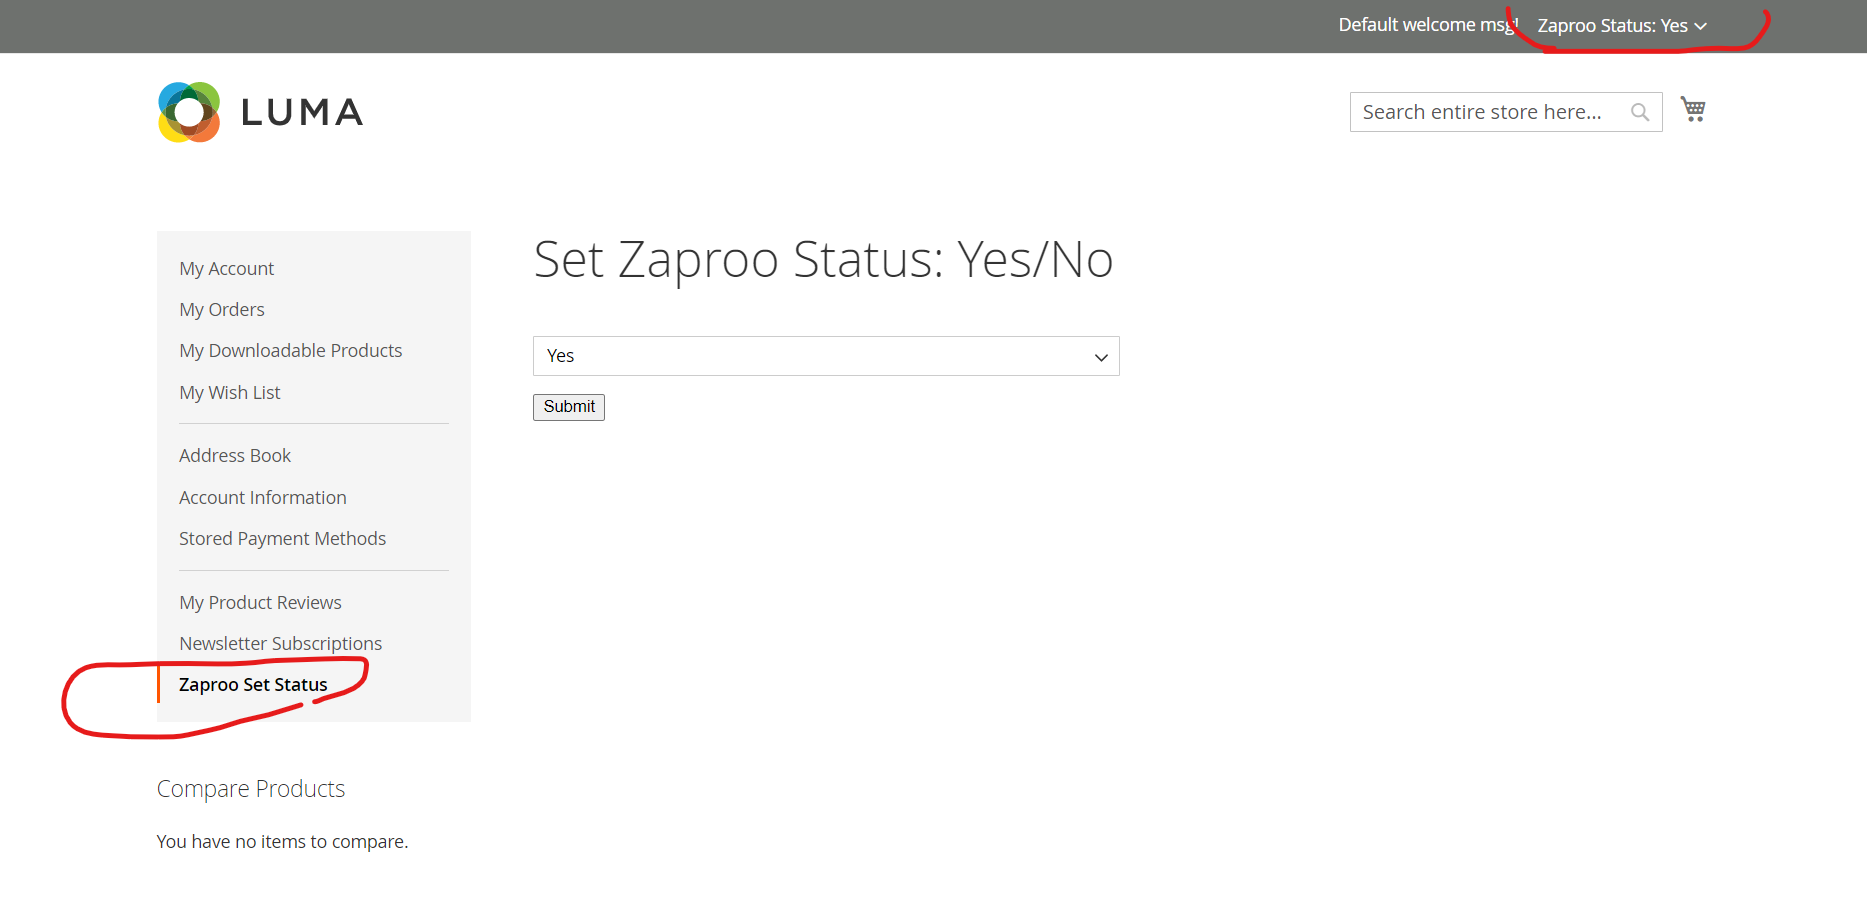 Default welcome msg! Zaproo Status: Yes
LUMA
Search entire store here...
My Account
My Orders
My Downloadable Products
My Wish List
Address Book
Account Information
Stored Payment Methods
My Product Reviews
Newsletter Subscriptions
Zaproo Set Status
Compare Products
You have no items to compare.
Set Zaproo Status: Yes/No
Yes
Submit